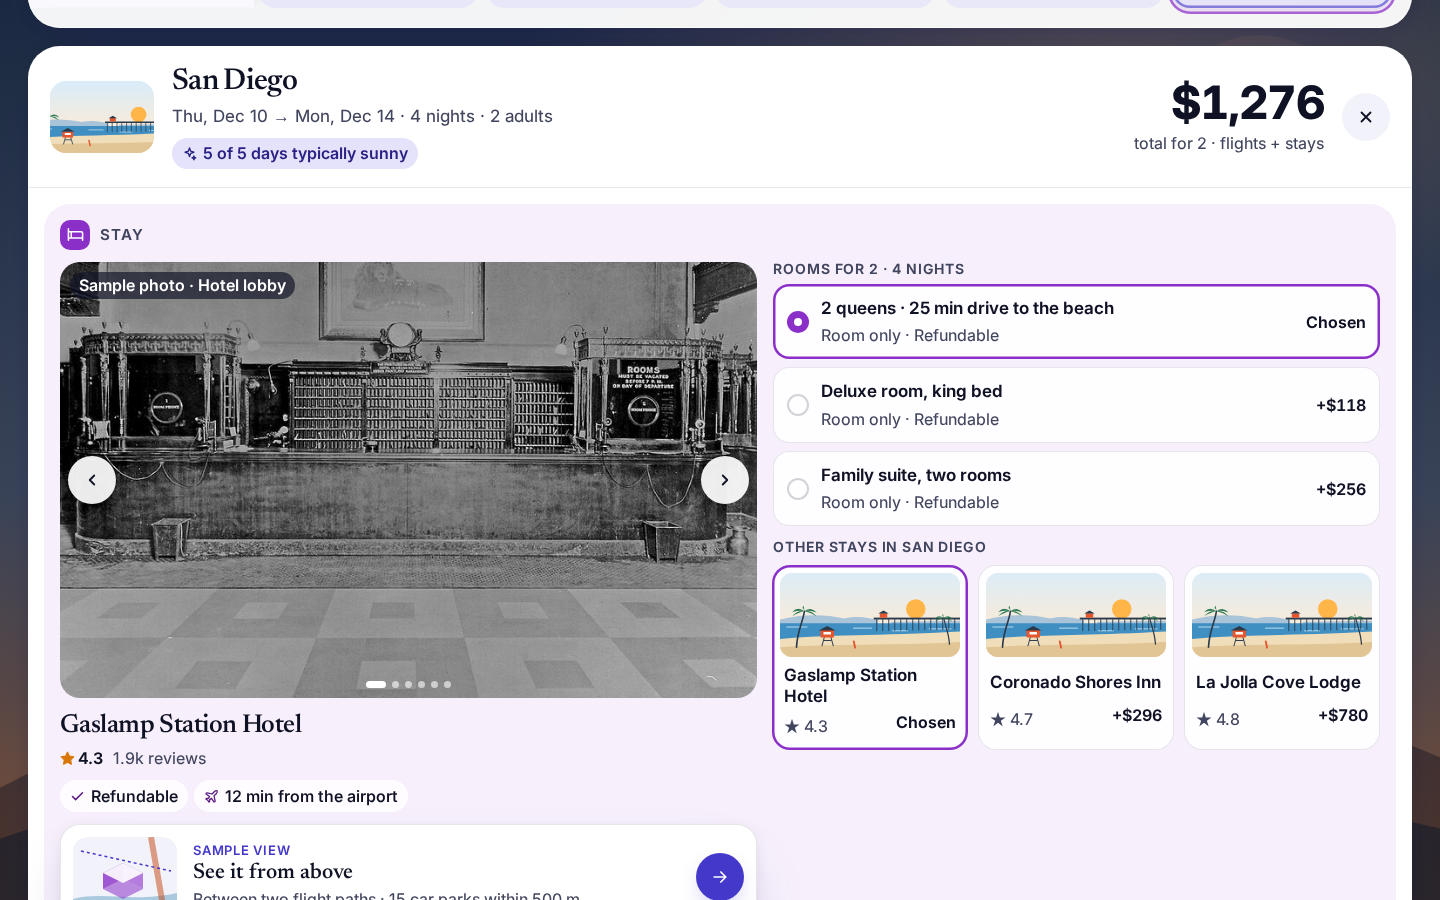 San Diego
Thu, Dec 10 → Mon, Dec 14 · 4 nights · 2 adults
5 of 5 days typically sunny
$1,276
total for 2 · flights + stays
STAY
Sample photo · Hotel lobby
ROOMS
MUST BE VACATED
BEFORE 7 P.M.
ON DAY OF DEPARTURE
Gaslamp Station Hotel
4.3 1.9k reviews
Refundable
12 min from the airport
SAMPLE VIEW
See it from above
Between two flight paths · 15 car parks within 500 m
ROOMS FOR 2 · 4 NIGHTS
2 queens · 25 min drive to the beach
Room only · Refundable
Chosen
Deluxe room, king bed
Room only · Refundable
+$118
Family suite, two rooms
Room only · Refundable
+$256
OTHER STAYS IN SAN DIEGO
Gaslamp Station
Hotel
★ 4.3
Chosen
Coronado Shores Inn
★ 4.7
+$296
La Jolla Cove Lodge
★ 4.8
+$780